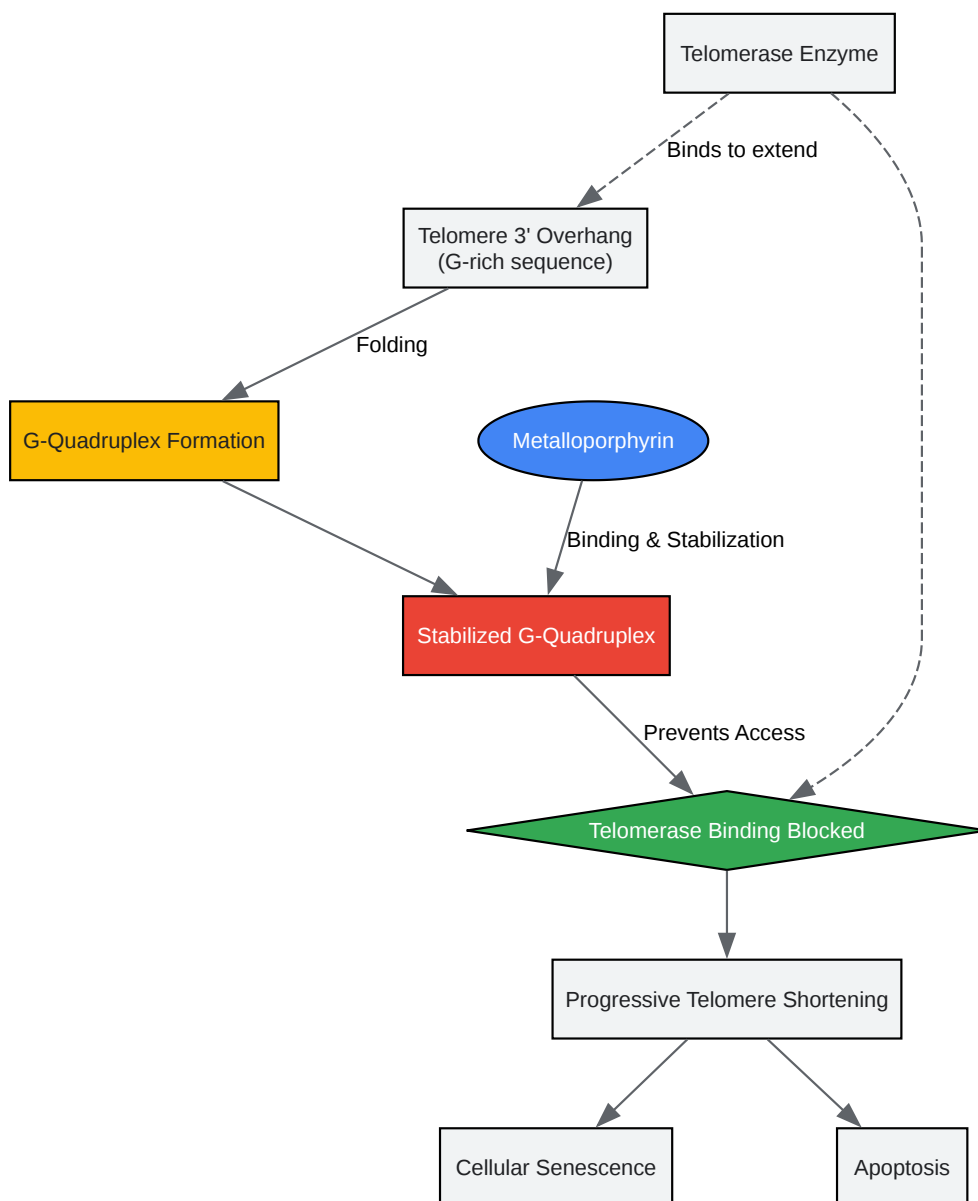 Telomerase Enzyme
Binds to extend
Telomere 3' Overhang
(G-rich sequence)
Folding
G-Quadruplex Formation
Metalloporphyrin
Binding & Stabilization
Stabilized G-Quadruplex
Prevents Access
Telomerase Binding Blocked
Progressive Telomere Shortening
Cellular Senescence
Apoptosis